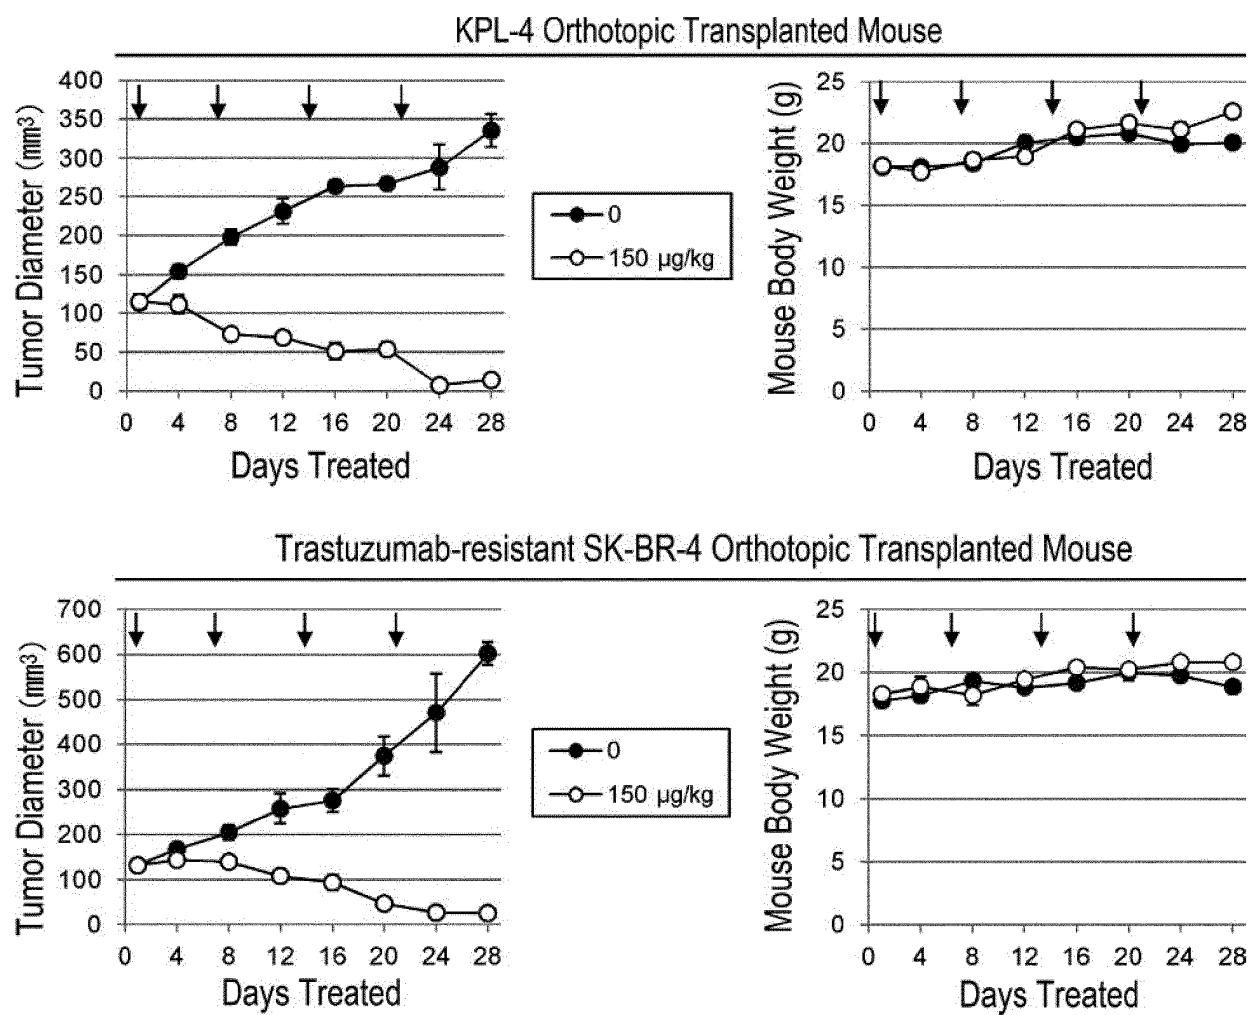 KPL-4 Orthotopic Transplanted Mouse
Tumor Diameter (mm³)
400
350
300
250
200
150
100
50
0
0 4 8 12 16 20 24 28
Days Treated
0
150 µg/kg
Mouse Body Weight (g)
25
20
15
10
5
0
0 4 8 12 16 20 24 28
Days Treated
Trastuzumab-resistant SK-BR-4 Orthotopic Transplanted Mouse
Tumor Diameter (mm³)
700
600
500
400
300
200
100
0
0 4 8 12 16 20 24 28
Days Treated
0
150 µg/kg
Mouse Body Weight (g)
25
20
15
10
5
0
0 4 8 12 16 20 24 28
Days Treated